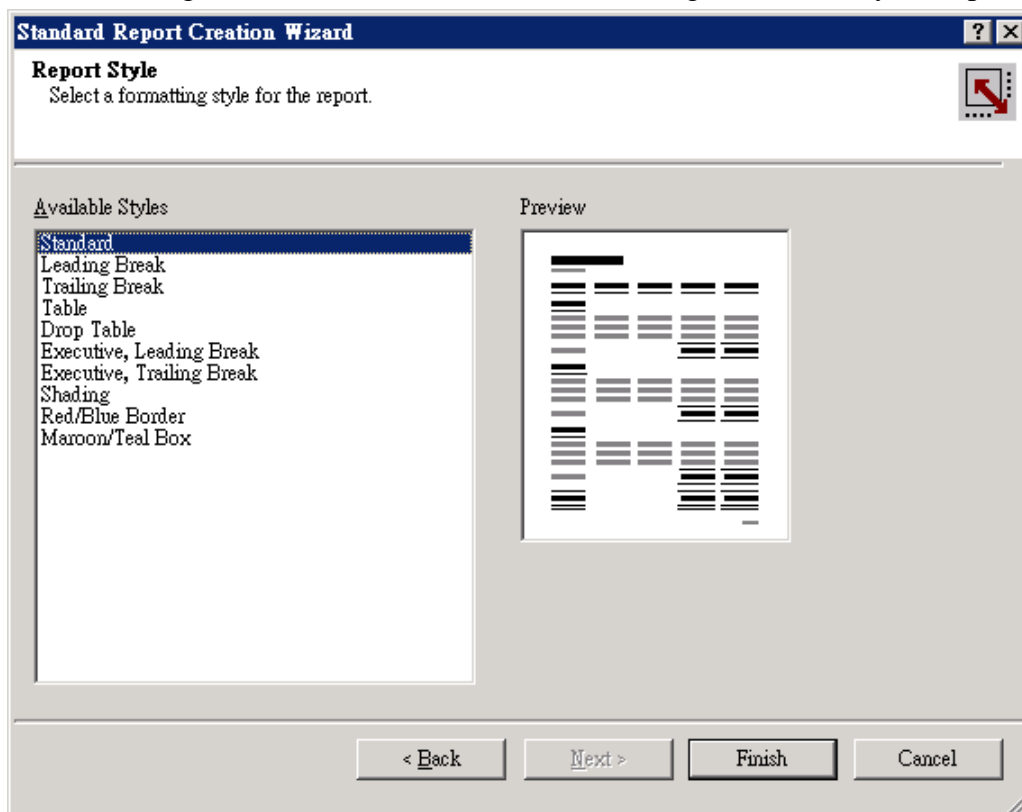 Standard Report Creation Wizard
Report Style
Select a formatting style for the report.
Available Styles
Preview
Standard
Leading Break
Trailing Break
Table
Drop Table
Executive, Leading Break
Executive, Trailing Break
Shading
Red/Blue Border
Maroon/Teal Box
< Back
Next >
Finish
Cancel